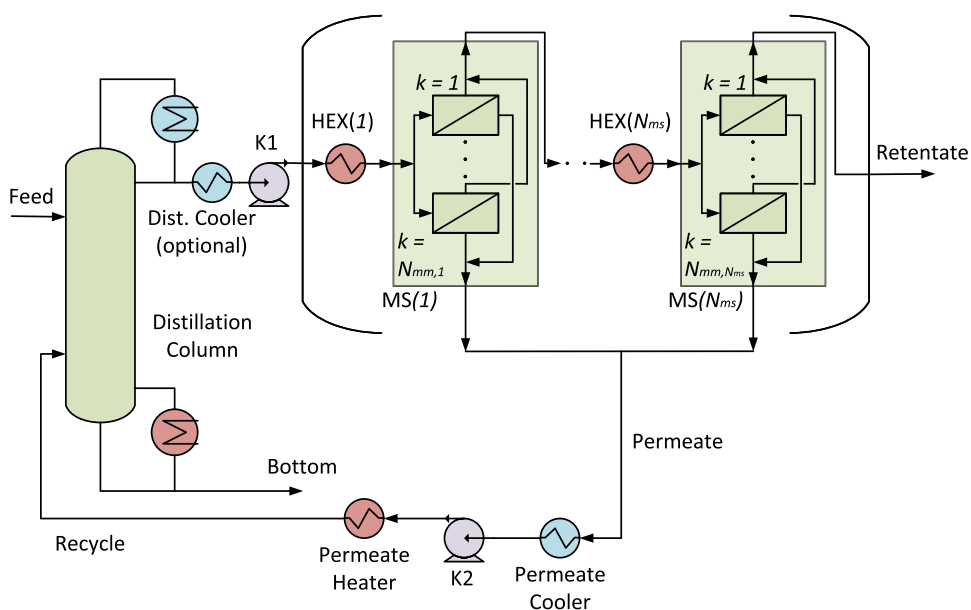 k = 1
k = 1
HEX(1)
HEX(Nms)
K1
Retentate
Feed
Dist. Cooler
(optional)
k =
Nmm,1
k =
Nmm,Nms
MS(1)
MS(Nms)
Distillation
Column
Permeate
Bottom
Recycle
Permeate
Heater
K2
Permeate
Cooler